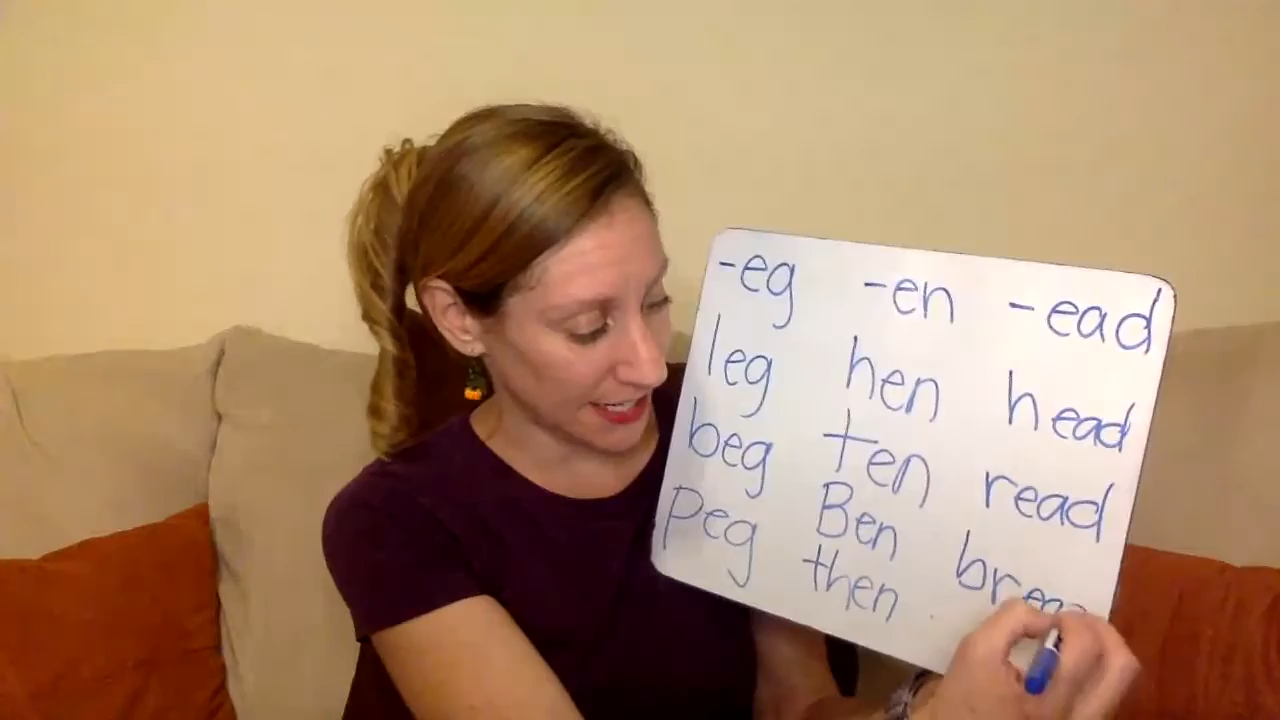 -eg -en -ead
leg hen head
beg ten read
peg Ben
then